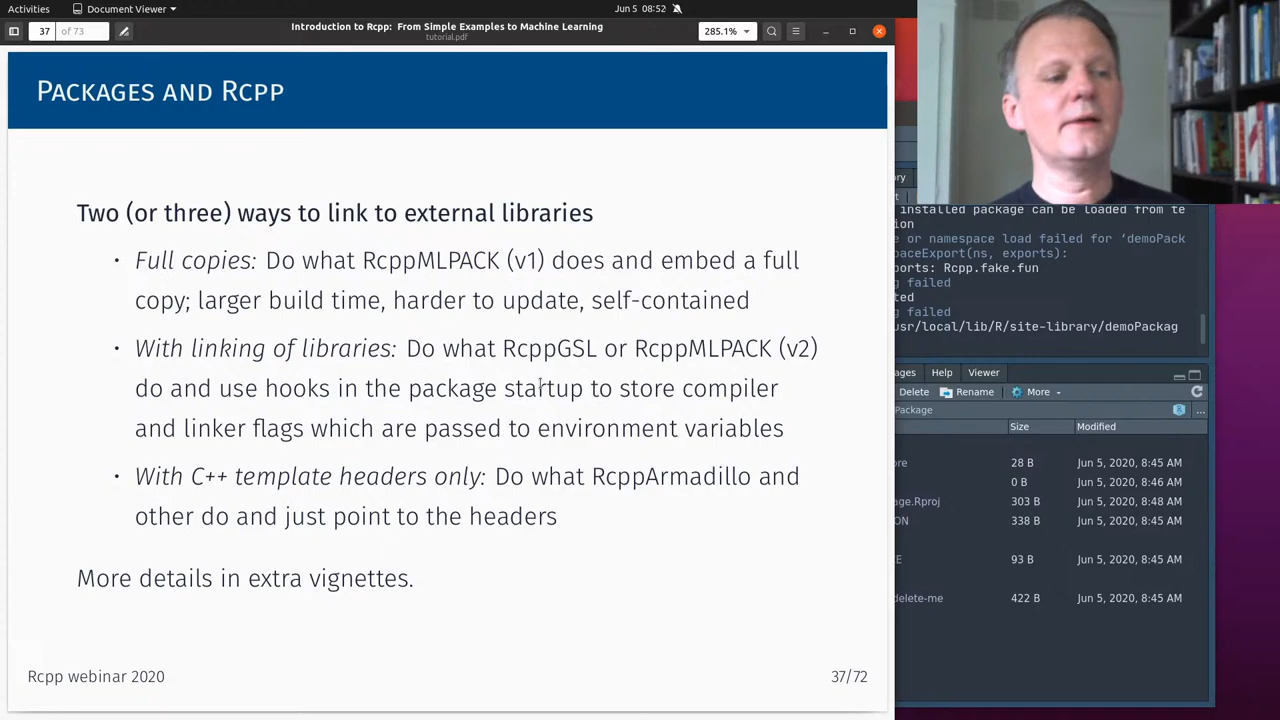 Activities
Document Viewer
Jun 5 08:52
37 of 73
Introduction to Rcpp: From Simple Examples to Machine Learning
tutorial.pdf
285.1%
PACKAGES AND RCPP
Two (or three) ways to link to external libraries
· Full copies: Do what RcppMLPACK (v1) does and embed a full
copy; larger build time, harder to update, self-contained
· With linking of libraries: Do what RcppGSL or RcppMLPACK (v2)
do and use hooks in the package startup to store compiler
and linker flags which are passed to environment variables
· With C++ template headers only: Do what RcppArmadillo and
other do and just point to the headers
More details in extra vignettes.
Rcpp webinar 2020
37/72
installed package can be loaded from te
e or namespace load failed for ‘demoPack
paceExport(ns, exports):
ports: Rcpp.fake.fun
g failed
ted
g failed
usr/local/lib/R/site-library/demoPackag
ages Help Viewer
Delete Rename More
Package
Size Modified
ore 28 B Jun 5, 2020, 8:45 AM
0 B Jun 5, 2020, 8:46 AM
age.Rproj 303 B Jun 5, 2020, 8:48 AM
ON 338 B Jun 5, 2020, 8:45 AM
E 93 B Jun 5, 2020, 8:45 AM
delete-me 422 B Jun 5, 2020, 8:45 AM